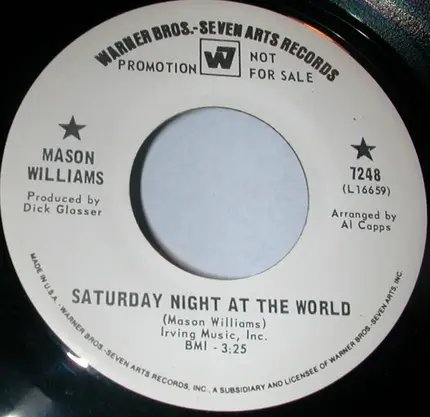 WARNER BROS.-SEVEN ARTS RECORDS
PROMOTION W7 NOT
FOR SALE
★ ★
MASON
WILLIAMS
Produced by
Dick Glasser
7248
(L16659)
Arranged by
Al Capps
SATURDAY NIGHT AT THE WORLD
(Mason Williams)
Irving Music, Inc.
BMI - 3:25
MADE IN U.S.A. · WARNER BROS.-SEVEN ARTS RECORDS, INC., A SUBSIDIARY AND LICENSEE OF WARNER BROS.-SEVEN ARTS, INC.